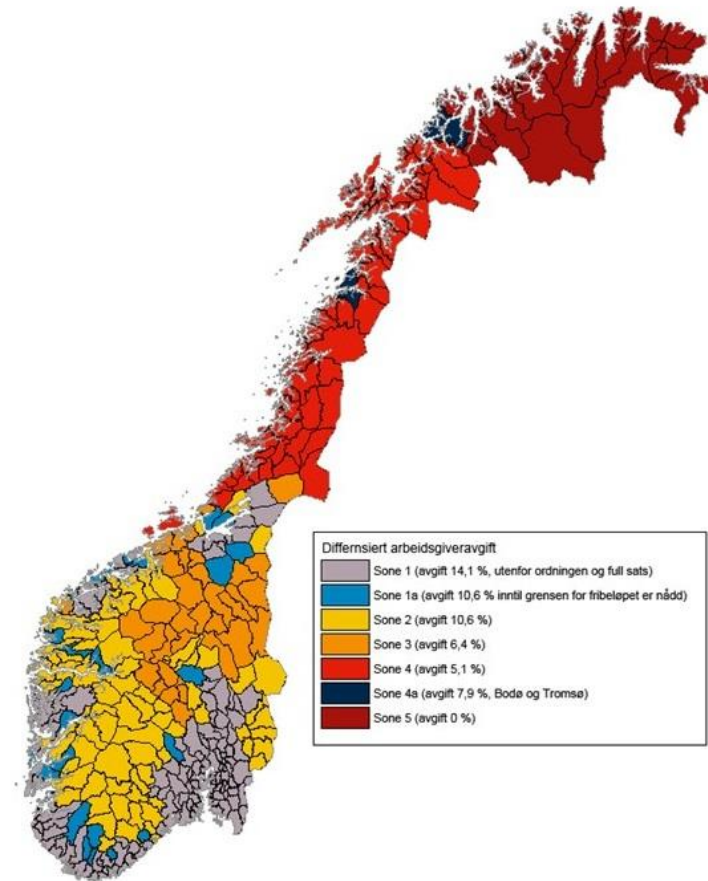 Differnsiert arbeidsgiveravgift
Sone 1 (avgift 14,1 %, utenfor ordningen og full sats)
Sone 1a (avgift 10,6 % inntil grensen for fribeløpet er nådd)
Sone 2 (avgift 10,6 %)
Sone 3 (avgift 6,4 %)
Sone 4 (avgift 5,1 %)
Sone 4a (avgift 7,9 %, Bodø og Tromsø)
Sone 5 (avgift 0 %)